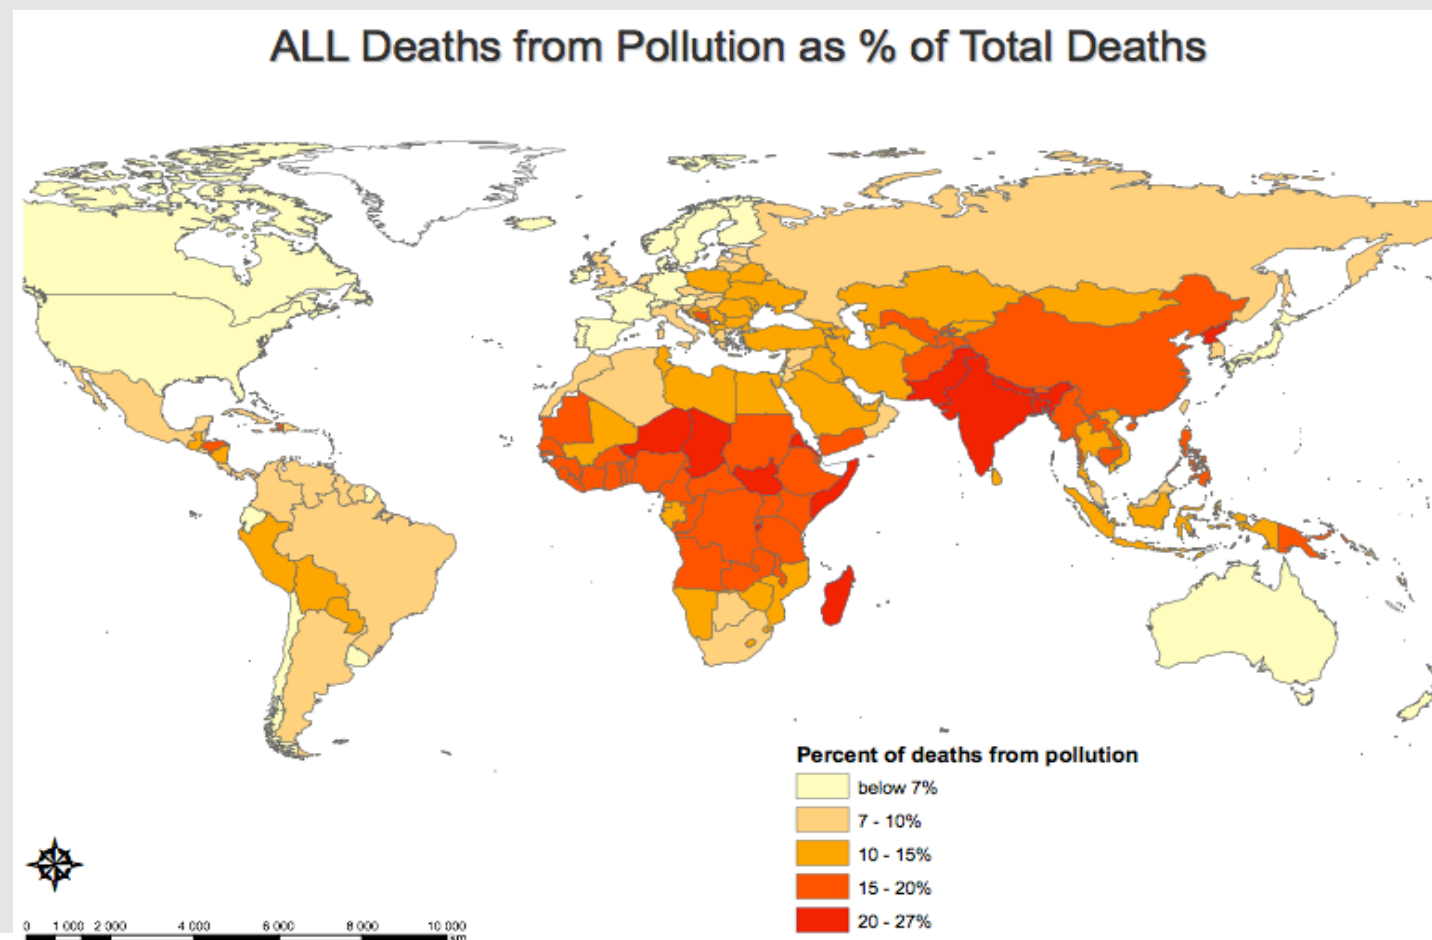 ALL Deaths from Pollution as % of Total Deaths
Percent of deaths from pollution
below 7%
7 - 10%
10 - 15%
15 - 20%
20 - 27%
0 1 000 2 000 4 000 6 000 8 000 10 000
km